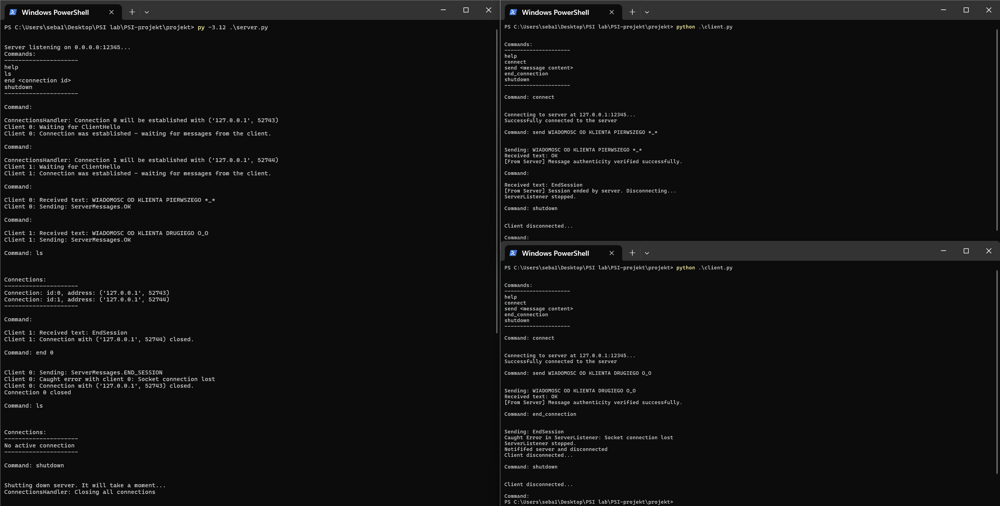 Windows PowerShell
PS C:\Users\seba1\Desktop\PSI lab\PSI-projekt\projekt> py -3.12 .\server.py
Server listening on 0.0.0.0:12345...
Commands:
---------------------
help
ls
end <connection id>
shutdown
---------------------
Command:
ConnectionsHandler: Connection 0 will be established with ('127.0.0.1', 52743)
Client 0: Waiting for ClientHello
Client 0: Connection was established - waiting for messages from the client.
Command:
ConnectionsHandler: Connection 1 will be established with ('127.0.0.1', 52744)
Client 1: Waiting for ClientHello
Client 1: Connection was established - waiting for messages from the client.
Command:
Client 0: Received text: WIADOMOSC OD KLIENTA PIERWSZEGO *_*
Client 0: Sending: ServerMessages.OK
Command:
Client 1: Received text: WIADOMOSC OD KLIENTA DRUGIEGO O_O
Client 1: Sending: ServerMessages.OK
Command: ls
Connections:
---------------------
Connection: id:0, address: ('127.0.0.1', 52743)
Connection: id:1, address: ('127.0.0.1', 52744)
---------------------
Command:
Client 1: Received text: EndSession
Client 1: Connection with ('127.0.0.1', 52744) closed.
Command: end 0
Client 0: Sending: ServerMessages.END_SESSION
Client 0: Caught error with client 0: Socket connection lost
Client 0: Connection with ('127.0.0.1', 52743) closed.
Connection 0 closed
Command: ls
Connections:
---------------------
No active connection
---------------------
Command: shutdown
Shutting down server. It will take a moment...
ConnectionsHandler: Closing all connections
Windows PowerShell
PS C:\Users\seba1\Desktop\PSI lab\PSI-projekt\projekt> python .\client.py
Commands:
---------------------
help
connect
send <message content>
end_connection
shutdown
---------------------
Command: connect
Connecting to server at 127.0.0.1:12345...
Successfully connected to the server
Command: send WIADOMOSC OD KLIENTA PIERWSZEGO *_*
Sending: WIADOMOSC OD KLIENTA PIERWSZEGO *_*
Received text: OK
[From Server] Message authenticity verified successfully.
Command:
Received text: EndSession
[From Server] Session ended by server. Disconnecting...
ServerListener stopped.
Command: shutdown
Client disconnected...
Command:
Windows PowerShell
PS C:\Users\seba1\Desktop\PSI lab\PSI-projekt\projekt> python .\client.py
Commands:
---------------------
help
connect
send <message content>
end_connection
shutdown
---------------------
Command: connect
Connecting to server at 127.0.0.1:12345...
Successfully connected to the server
Command: send WIADOMOSC OD KLIENTA DRUGIEGO O_O
Sending: WIADOMOSC OD KLIENTA DRUGIEGO O_O
Received text: OK
[From Server] Message authenticity verified successfully.
Command: end_connection
Sending: EndSession
Caught Error in ServerListener: Socket connection lost
ServerListener stopped.
Notififed server and disconnected
Client disconnected...
Command: shutdown
Client disconnected...
Command:
PS C:\Users\seba1\Desktop\PSI lab\PSI-projekt\projekt>